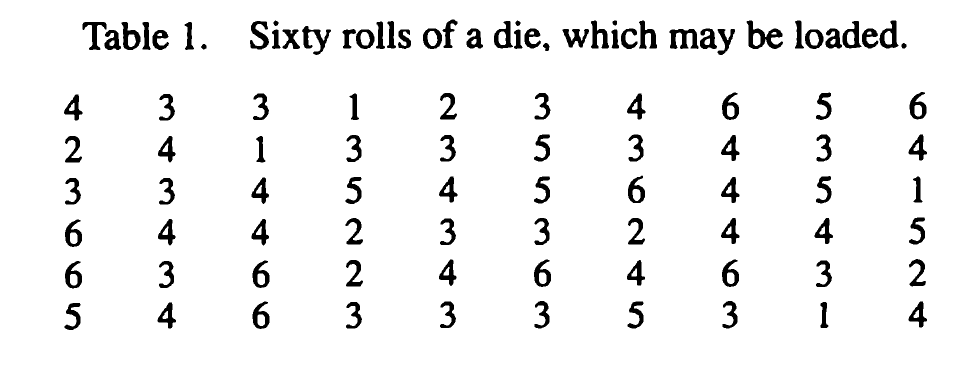 Table 1. Sixty rolls of a die, which may be loaded.
4 3 3 1 2 3 4 6 5 6
2 4 1 3 3 5 3 4 3 4
3 3 4 5 4 5 6 4 5 1
6 4 4 2 3 3 2 4 4 5
6 3 6 2 4 6 4 6 3 2
5 4 6 3 3 3 5 3 1 4